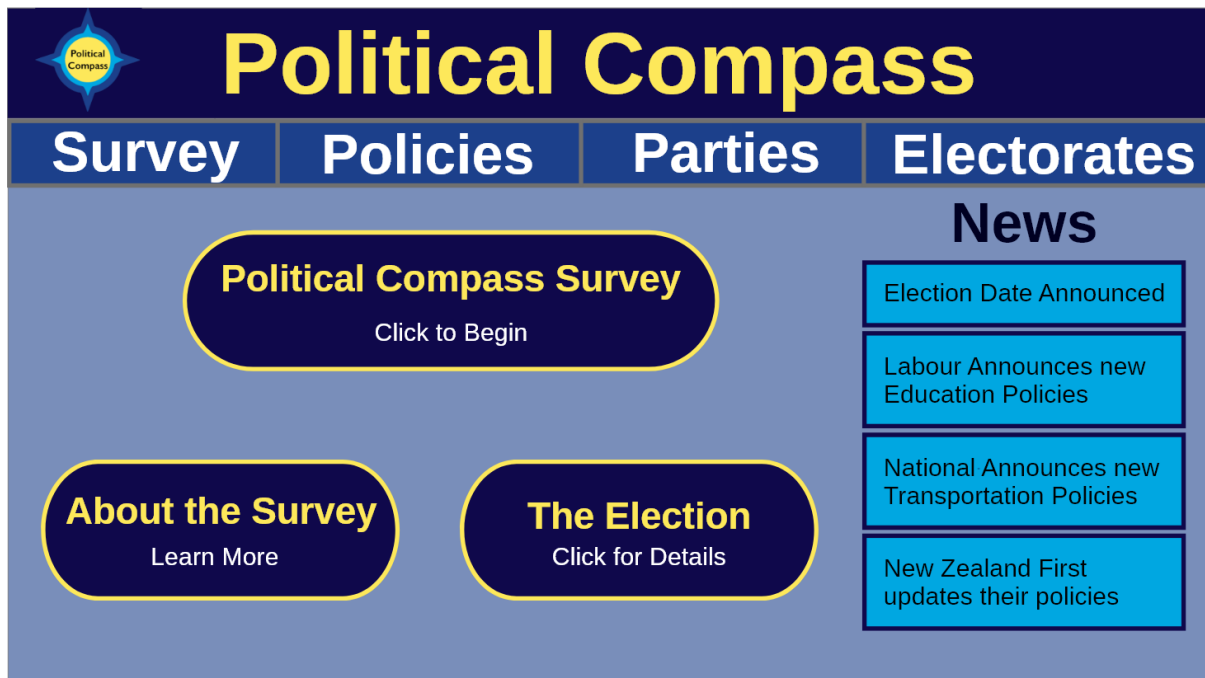 Political
Compass
Political Compass
Survey
Policies
Parties
Electorates
Political Compass Survey
Click to Begin
About the Survey
Learn More
The Election
Click for Details
News
Election Date Announced
Labour Announces new
Education Policies
National Announces new
Transportation Policies
New Zealand First
updates their policies